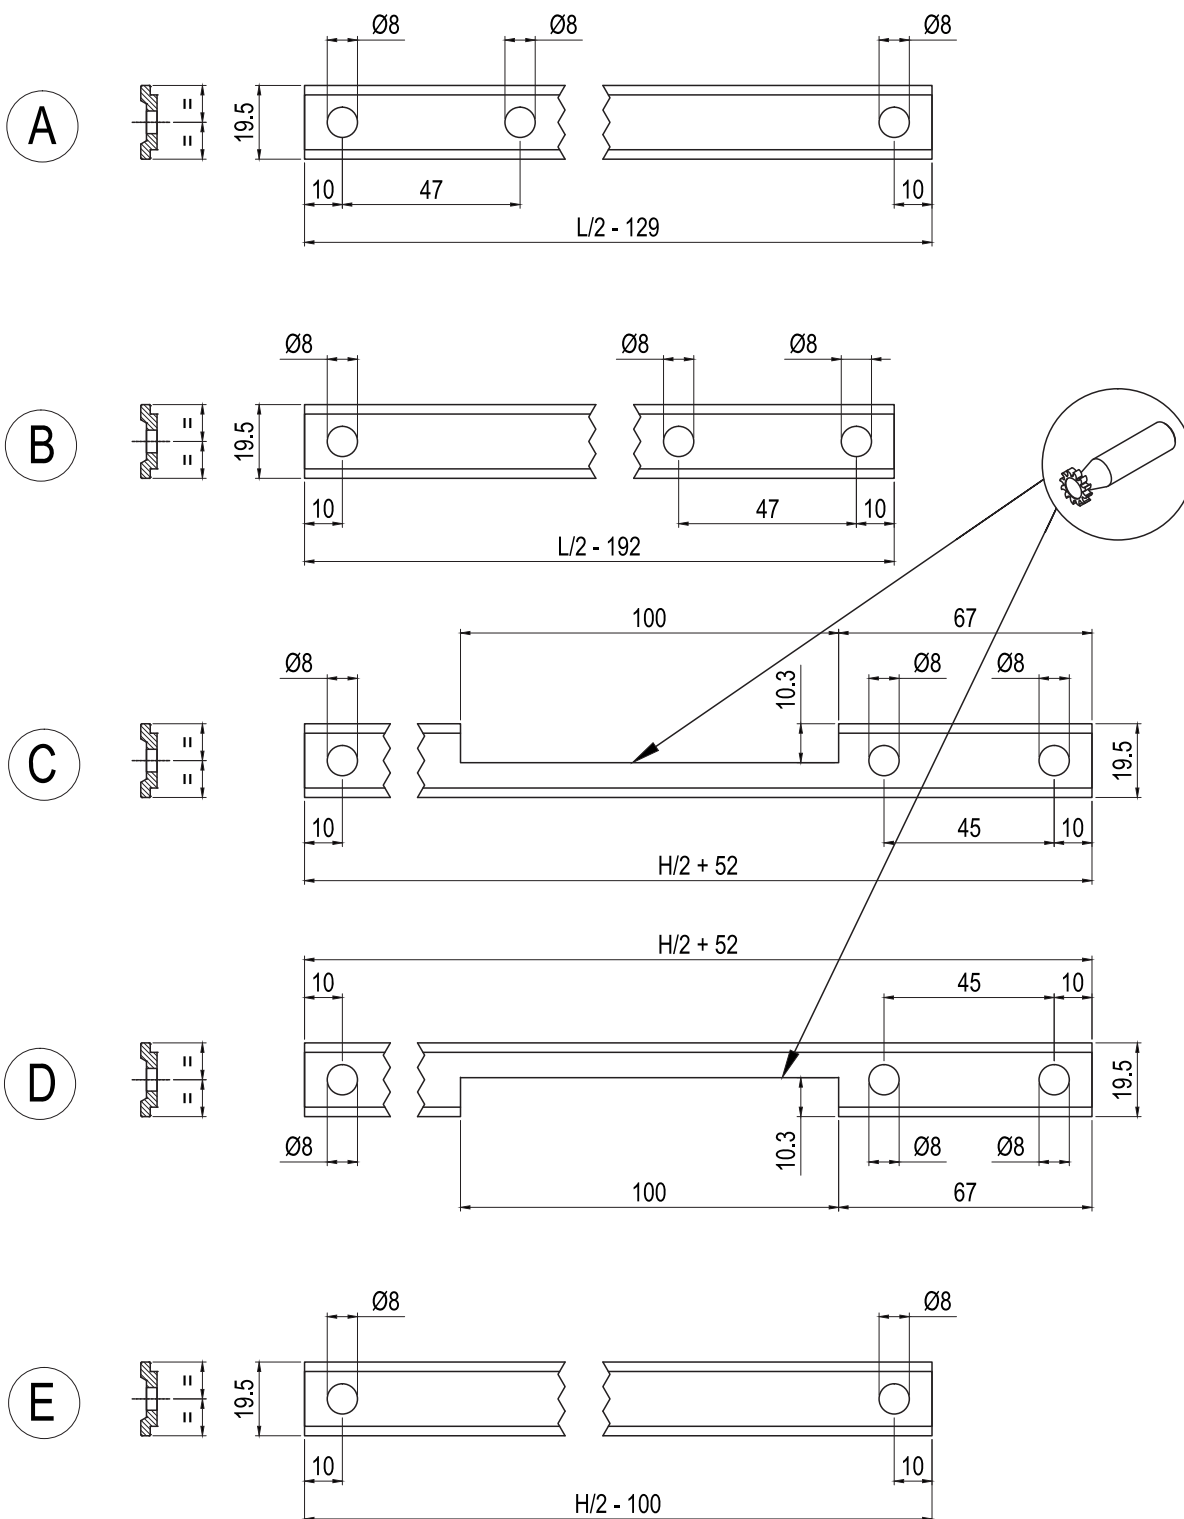 Ø8 Ø8 Ø8
A = = 19.5
10 47 10
L/2 - 129
Ø8 Ø8 Ø8
B = = 19.5
10 47 10
L/2 - 192
100 67
Ø8 10.3 Ø8 Ø8
C = = 19.5
10 45 10
H/2 + 52
H/2 + 52
10 45 10
D = = 19.5
Ø8 10.3 Ø8 Ø8
100 67
Ø8 Ø8
E = = 19.5
10 10
H/2 - 100